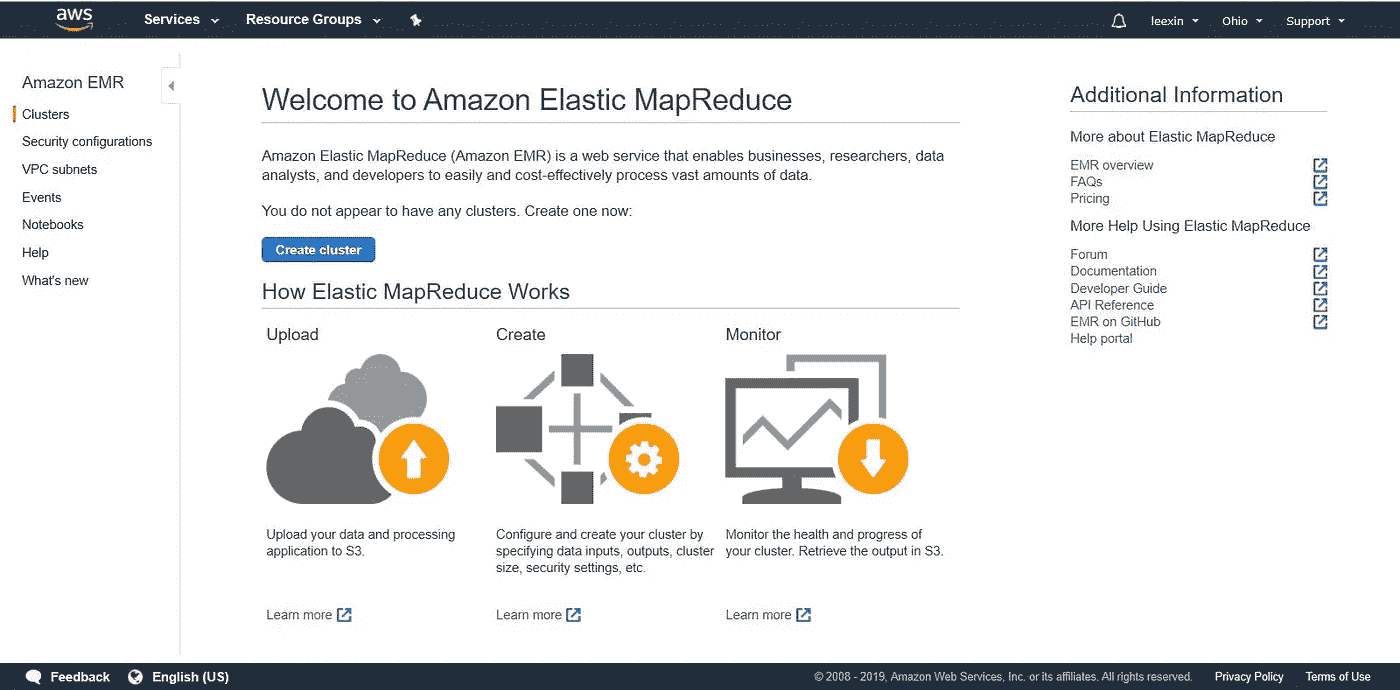 aws
Services
Resource Groups
leexin
Ohio
Support
Amazon EMR
Clusters
Security configurations
VPC subnets
Events
Notebooks
Help
What's new
Welcome to Amazon Elastic MapReduce
Amazon Elastic MapReduce (Amazon EMR) is a web service that enables businesses, researchers, data
analysts, and developers to easily and cost-effectively process vast amounts of data.
You do not appear to have any clusters. Create one now:
Create cluster
How Elastic MapReduce Works
Upload
Upload your data and processing
application to S3.
Learn more
Create
Configure and create your cluster by
specifying data inputs, outputs, cluster
size, security settings, etc.
Learn more
Monitor
Monitor the health and progress of
your cluster. Retrieve the output in S3.
Learn more
Additional Information
More about Elastic MapReduce
EMR overview
FAQs
Pricing
More Help Using Elastic MapReduce
Forum
Documentation
Developer Guide
API Reference
EMR on GitHub
Help portal
Feedback
English (US)
© 2008 - 2019, Amazon Web Services, Inc. or its affiliates. All rights reserved.
Privacy Policy
Terms of Use